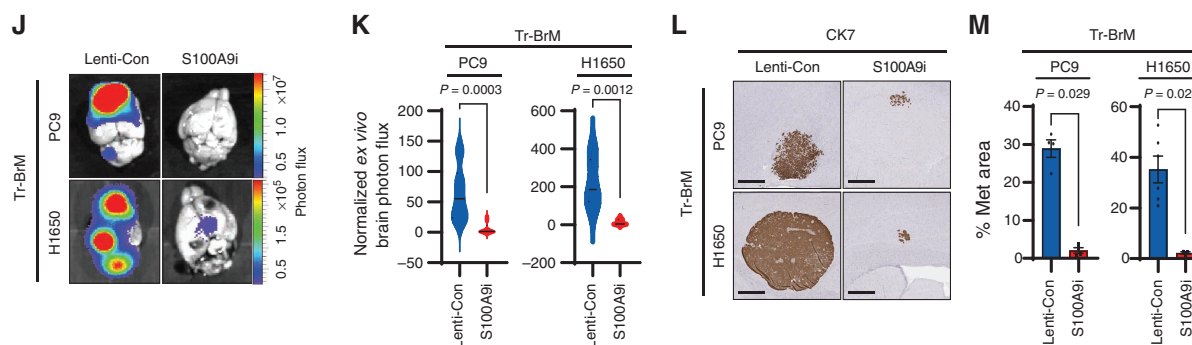 J
Lenti-Con S100A9i
Tr-BrM
PC9
H1650
×10⁷
1.0
0.5
×10⁵
1.5
0.5
Photon flux
K
Tr-BrM
PC9 H1650
P = 0.0003 P = 0.0012
Normalized ex vivo
brain photon flux
200
150
100
50
0
–50
600
400
200
0
–200
Lenti-Con
S100A9i
Lenti-Con
S100A9i
L
CK7
Lenti-Con S100A9i
Tr-BrM
PC9
H1650
M
Tr-BrM
PC9 H1650
P = 0.029 P = 0.02
% Met area
40
30
20
10
0
60
40
20
0
Lenti-Con
S100A9i
Lenti-Con
S100A9i